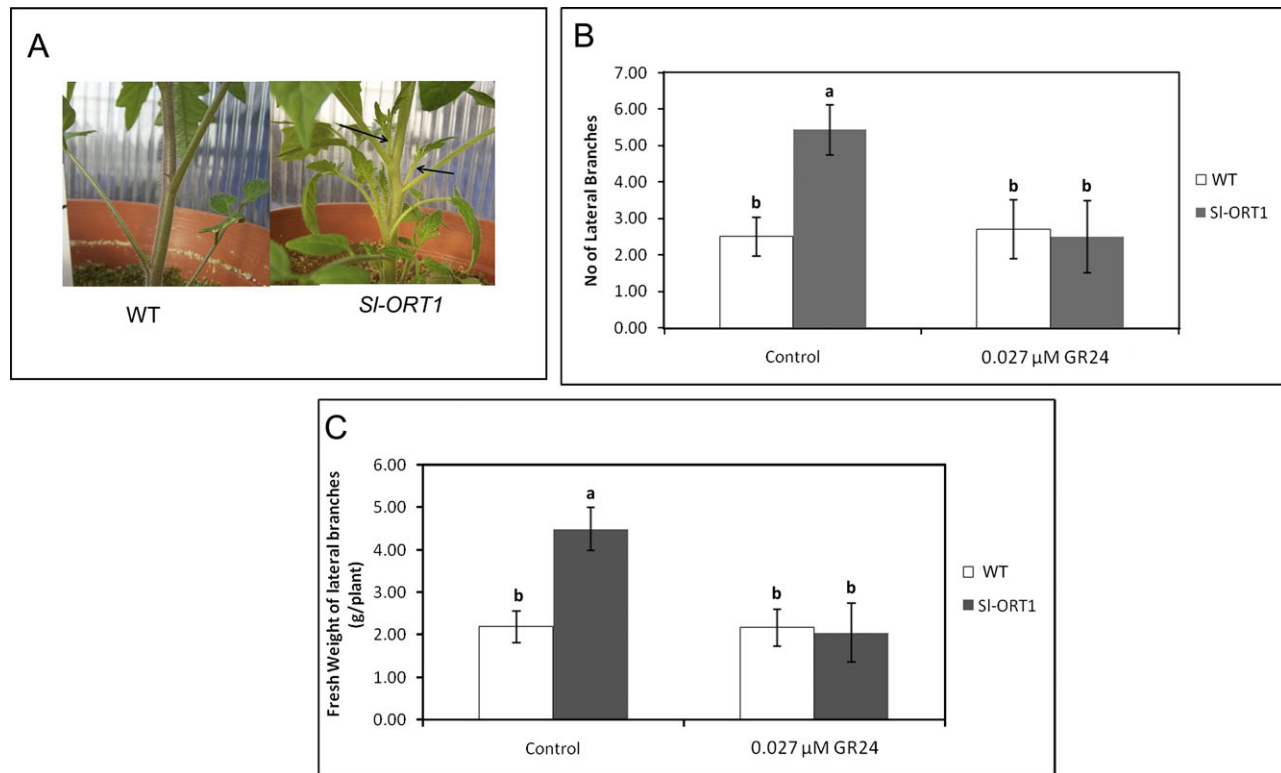 A
WT
Sl-ORT1
B
No of Lateral Branches
7.00
6.00
5.00
4.00
3.00
2.00
1.00
0.00
a
b
b
b
Control
0.027 µM GR24
WT
Sl-ORT1
C
Fresh Weight of lateral branches
(g/plant)
6.00
5.00
4.00
3.00
2.00
1.00
0.00
a
b
b
b
Control
0.027 µM GR24
WT
Sl-ORT1